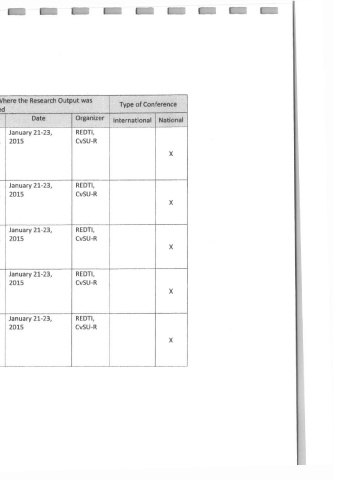 Where the Research Output was
ed
Type of Conference
Date
Organizer
International
National
January 21-23,
2015
REDTI,
CvSU-R
X
January 21-23,
2015
REDTI,
CvSU-R
X
January 21-23,
2015
REDTI,
CvSU-R
X
January 21-23,
2015
REDTI,
CvSU-R
X
January 21-23,
2015
REDTI,
CvSU-R
X